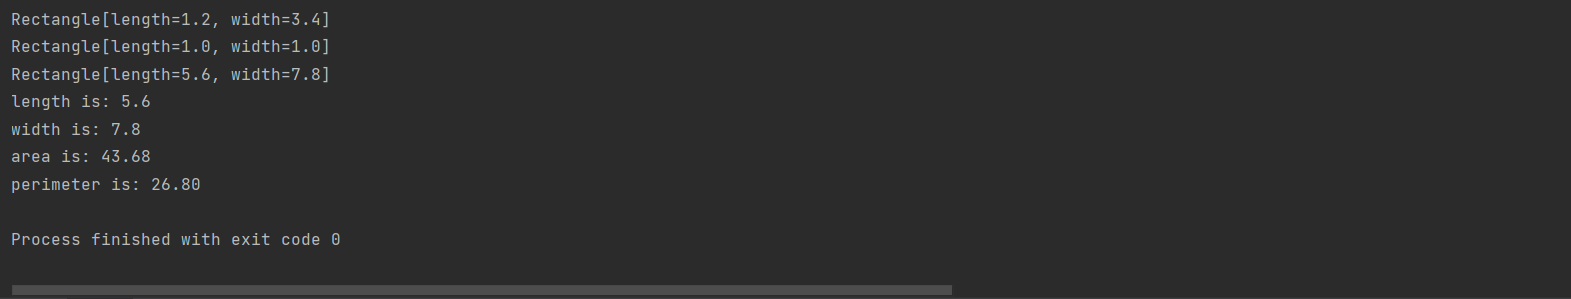 Rectangle[length=1.2, width=3.4]
Rectangle[length=1.0, width=1.0]
Rectangle[length=5.6, width=7.8]
length is: 5.6
width is: 7.8
area is: 43.68
perimeter is: 26.80
Process finished with exit code 0